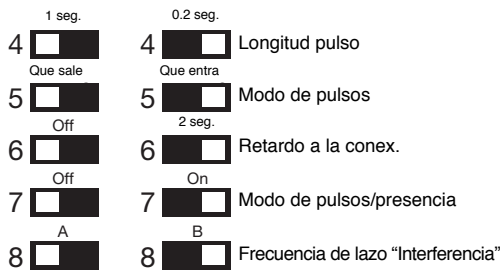 1 seg. 0.2 seg.
4 4 Longitud pulso
Que sale Que entra
5 5 Modo de pulsos
Off 2 seg.
6 6 Retardo a la conex.
Off On
7 7 Modo de pulsos/presencia
A B
8 8 Frecuencia de lazo “Interferencia”